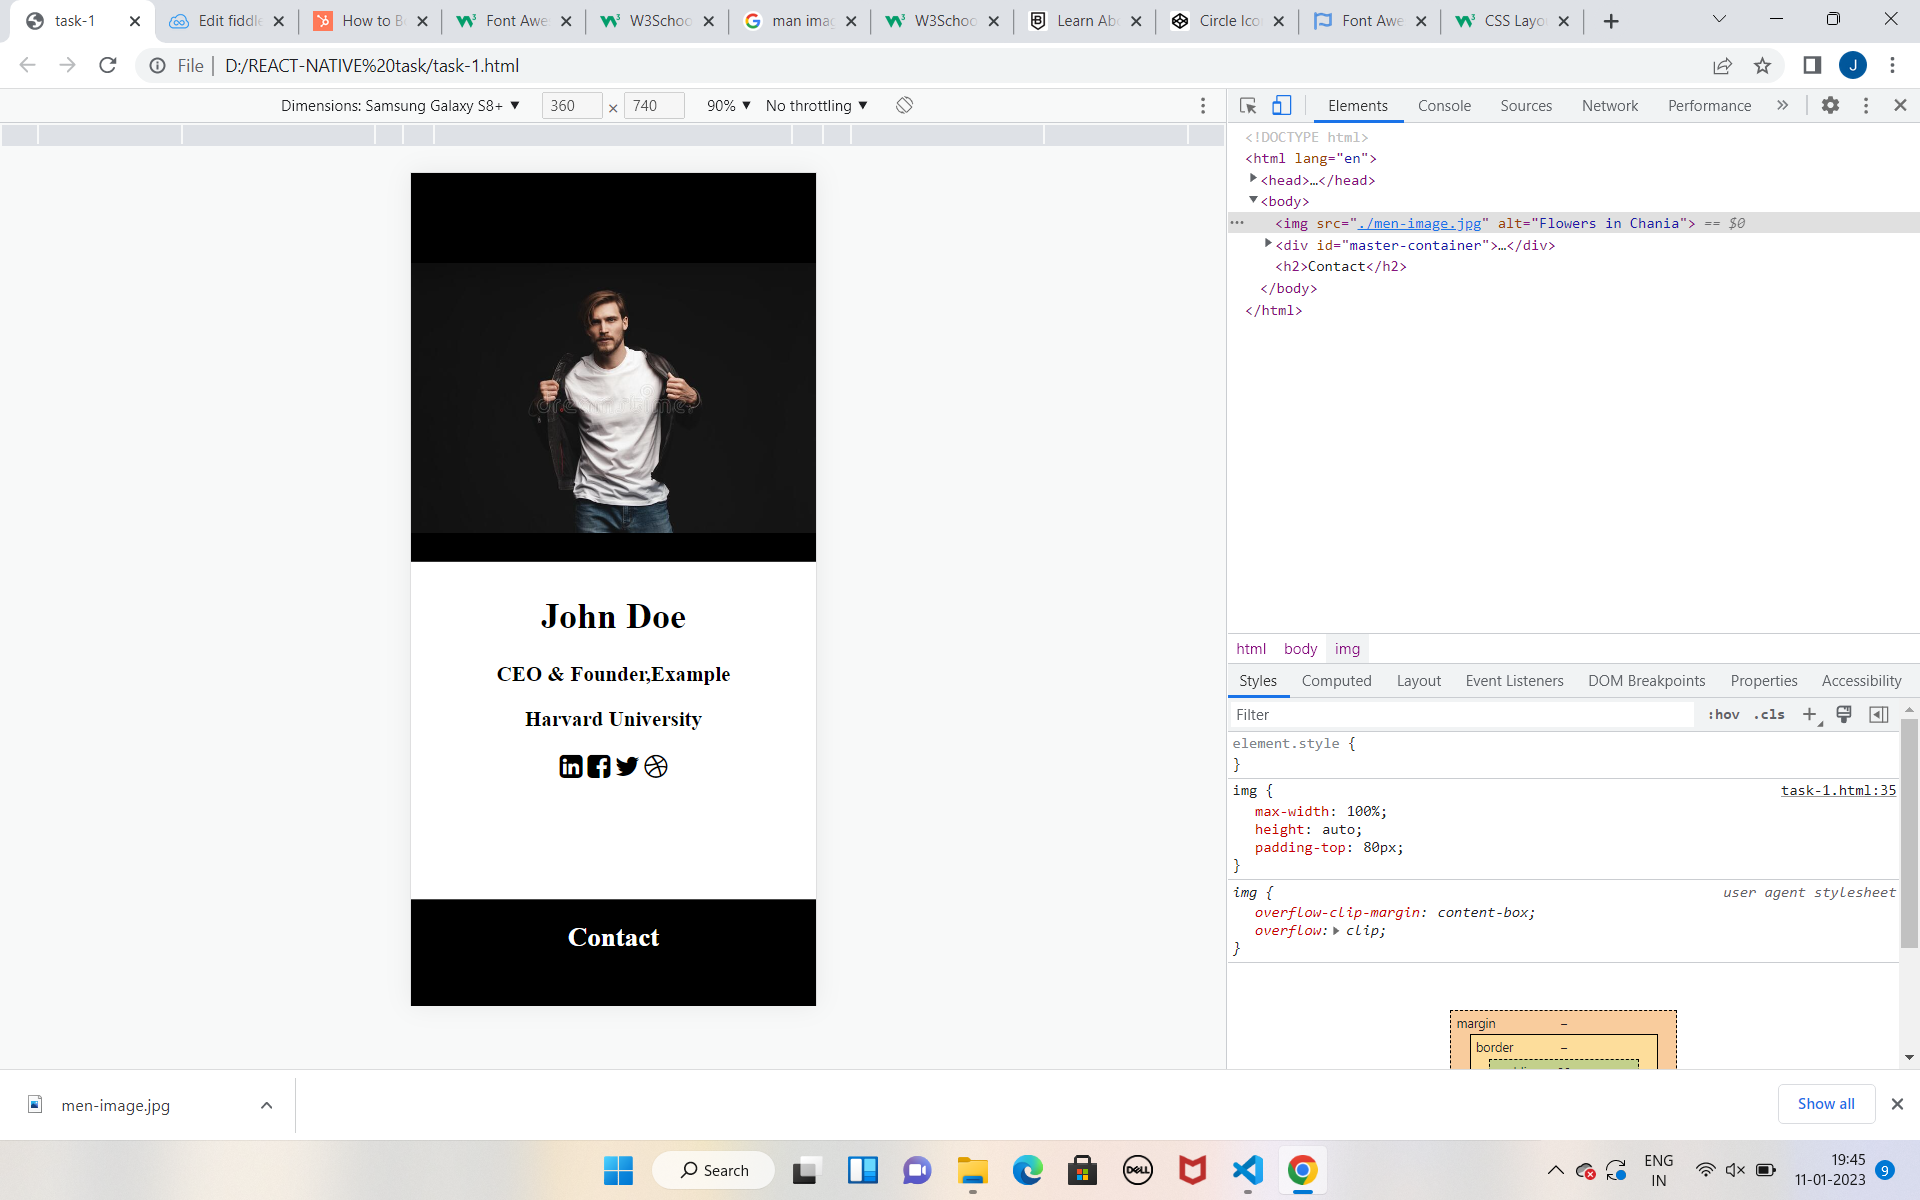 task-1
Edit fiddle
How to B
Font Awe
W3Schoo
man imag
W3Schoo
Learn Abo
Circle Ico
Font Awe
CSS Layo
File
D:/REACT-NATIVE%20task/task-1.html
J
Dimensions: Samsung Galaxy S8+ ▼
360 × 740
90% ▼
No throttling ▼
Elements
Console
Sources
Network
Performance
<!DOCTYPE html>
<html lang="en">
<head>…</head>
<body>
<img src="./men-image.jpg" alt="Flowers in Chania"> == $0
<div id="master-container">…</div>
<h2>Contact</h2>
</body>
</html>
dreamstime
John Doe
CEO & Founder,Example
Harvard University
in
Contact
html body img
Styles
Computed
Layout
Event Listeners
DOM Breakpoints
Properties
Accessibility
Filter
:hov .cls
element.style {
}
img {
task-1.html:35
max-width: 100%;
height: auto;
padding-top: 80px;
}
img {
user agent stylesheet
overflow-clip-margin: content-box;
overflow: clip;
}
margin –
border –
men-image.jpg
Show all
Search
DELL
ENG
IN
19:45
11-01-2023
9